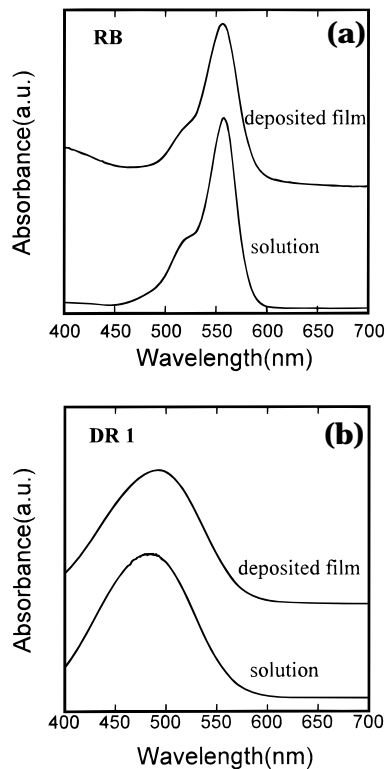 RB
(a)
Absorbance(a.u.)
deposited film
solution
400 450 500 550 600 650 700
Wavelength(nm)
DR 1
(b)
Absorbance(a.u.)
deposited film
solution
400 450 500 550 600 650 700
Wavelength(nm)